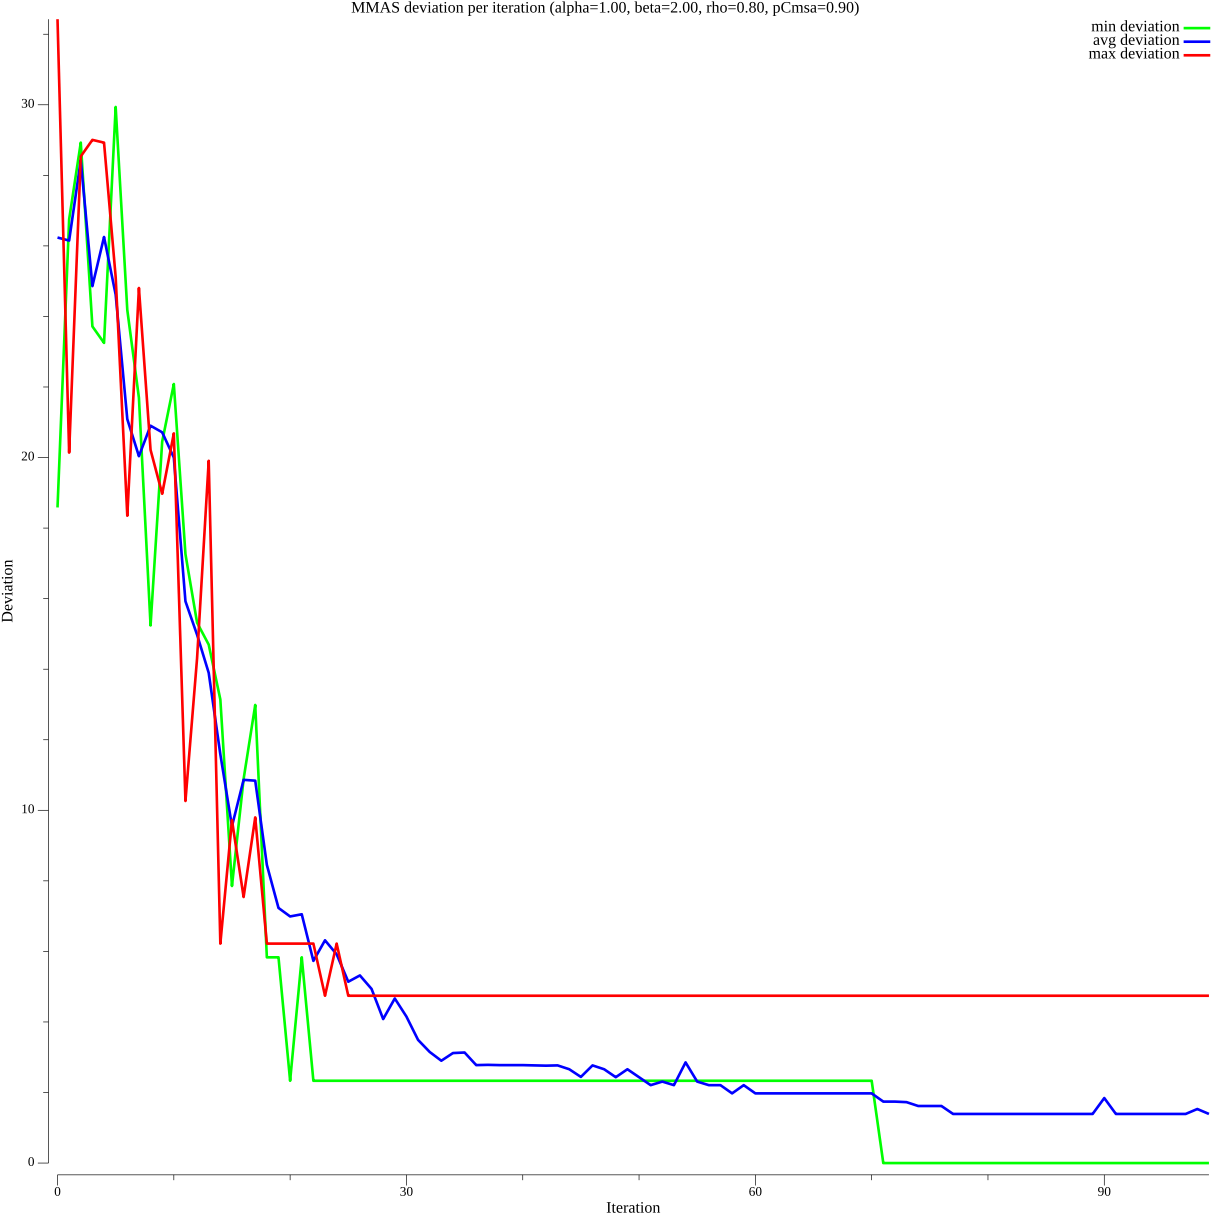 MMAS deviation per iteration (alpha=1.00, beta=2.00, rho=0.80, pCmsa=0.90)
min deviation
avg deviation
max deviation
30
20
10
0
Deviation
0 30 60 90
Iteration